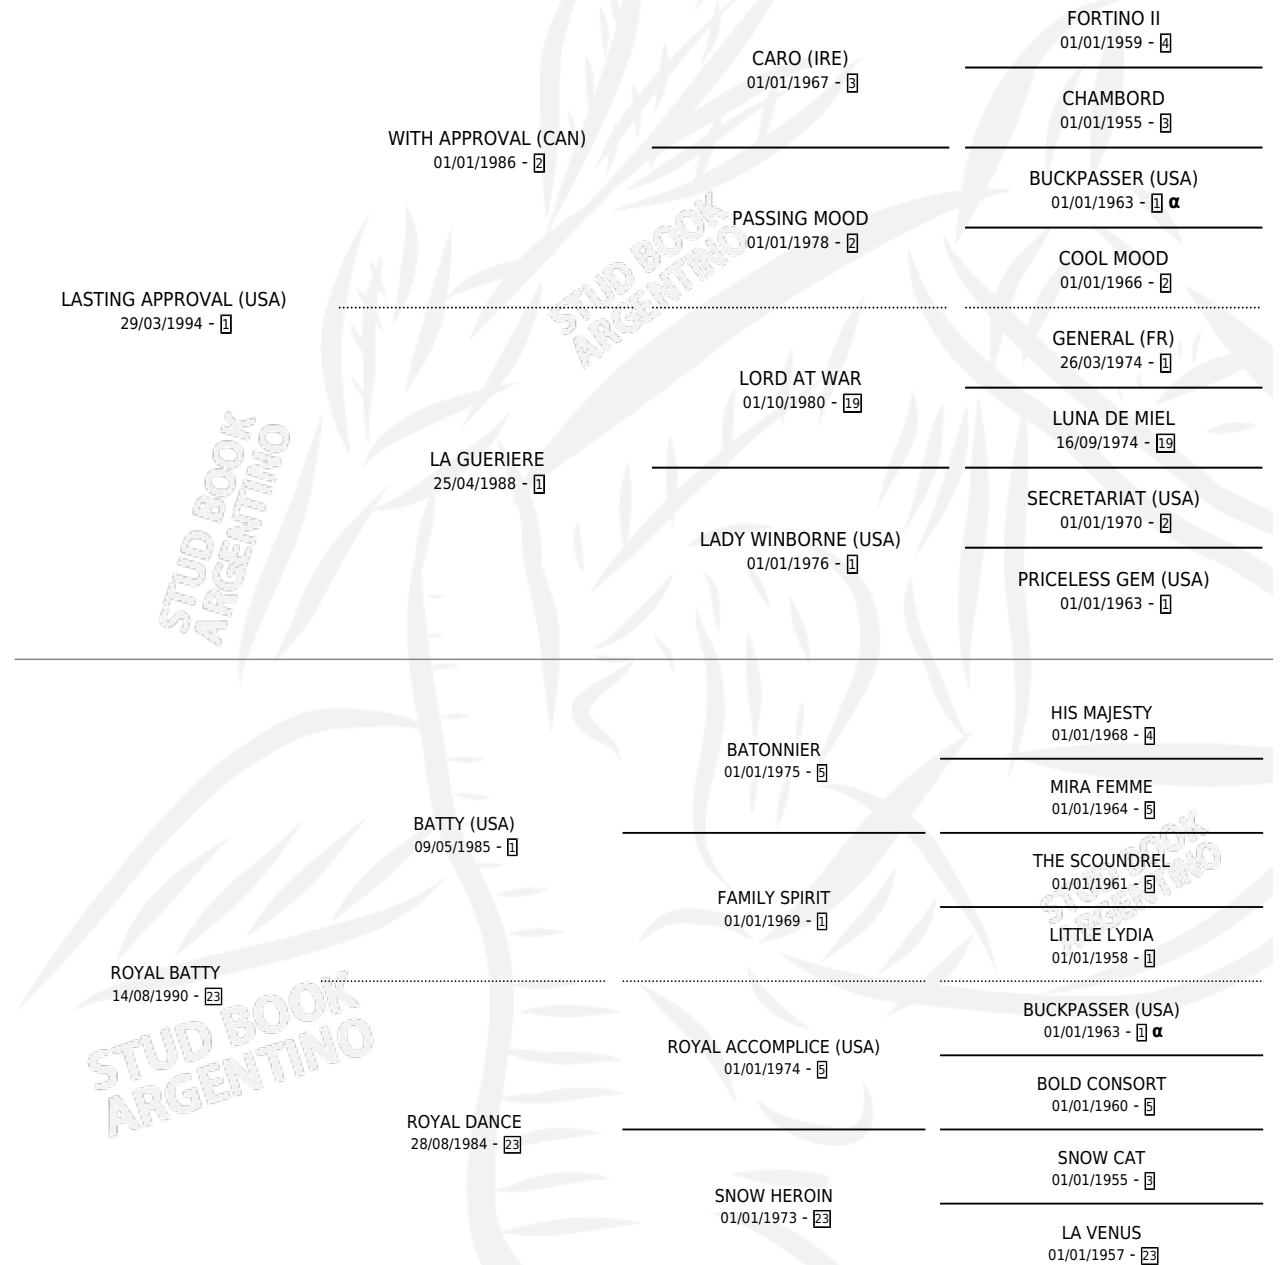 FORTINO II
01/01/1959 - 4
CARO (IRE)
01/01/1967 - 3
CHAMBORD
01/01/1955 - 3
WITH APPROVAL (CAN)
01/01/1986 - 2
BUCKPASSER (USA)
01/01/1963 - 1 α
PASSING MOOD
01/01/1978 - 2
COOL MOOD
01/01/1966 - 2
LASTING APPROVAL (USA)
29/03/1994 - 1
GENERAL (FR)
26/03/1974 - 1
LORD AT WAR
01/10/1980 - 19
LUNA DE MIEL
16/09/1974 - 19
LA GUERIERE
25/04/1988 - 1
SECRETARIAT (USA)
01/01/1970 - 2
LADY WINBORNE (USA)
01/01/1976 - 1
PRICELESS GEM (USA)
01/01/1963 - 1
HIS MAJESTY
01/01/1968 - 4
BATONNIER
01/01/1975 - 5
MIRA FEMME
01/01/1964 - 5
BATTY (USA)
09/05/1985 - 1
THE SCOUNDREL
01/01/1961 - 5
FAMILY SPIRIT
01/01/1969 - 1
LITTLE LYDIA
01/01/1958 - 1
ROYAL BATTY
14/08/1990 - 23
BUCKPASSER (USA)
01/01/1963 - 1 α
ROYAL ACCOMPLICE (USA)
01/01/1974 - 5
BOLD CONSORT
01/01/1960 - 5
ROYAL DANCE
28/08/1984 - 23
SNOW CAT
01/01/1955 - 3
SNOW HEROIN
01/01/1973 - 23
LA VENUS
01/01/1957 - 23
STUD BOOK
ARGENTINO
STUD BOOK
ARGENTINO
STUD BOOK
ARGENTINO
STUD BOOK
ARGENTINO